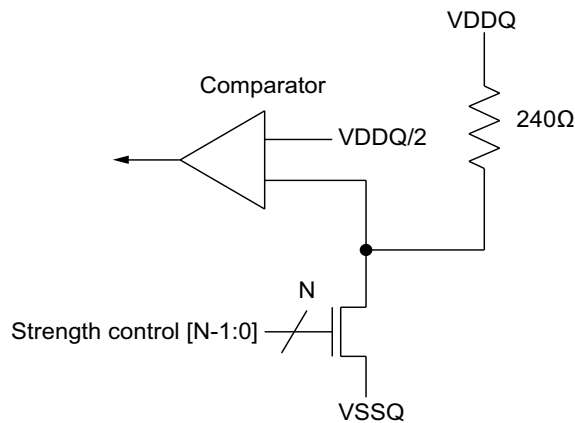 VDDQ
Comparator
240Ω
VDDQ/2
N
Strength control [N-1:0]
VSSQ